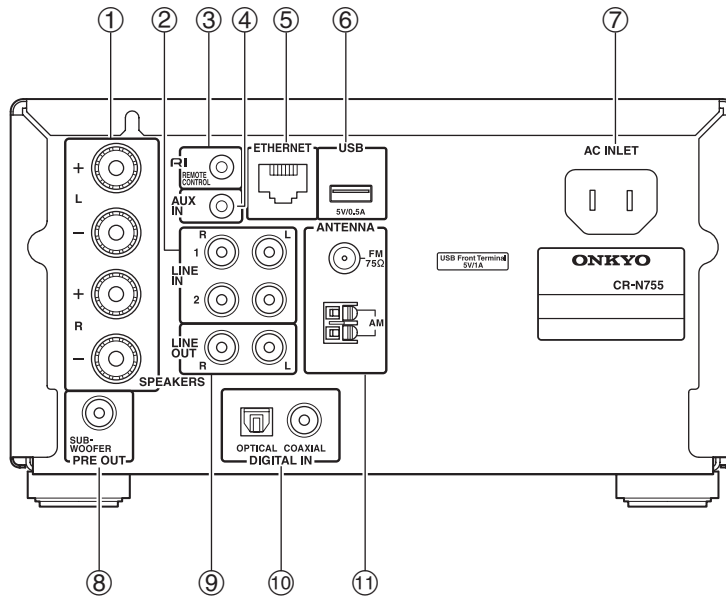 ① ② ③ ④ ⑤ ⑥ ⑦
RI
REMOTE
CONTROL
ETHERNET
USB
5V/0.5A
AC INLET
AUX
IN
+
L
−
+
R
−
SPEAKERS
R L
1
LINE
IN
2
LINE
OUT
R L
ANTENNA
FM
75Ω
AM
USB Front Terminal
5V/1A
ONKYO
CR-N755
SUB-
WOOFER
PRE OUT
OPTICAL COAXIAL
DIGITAL IN
⑧ ⑨ ⑩ ⑪